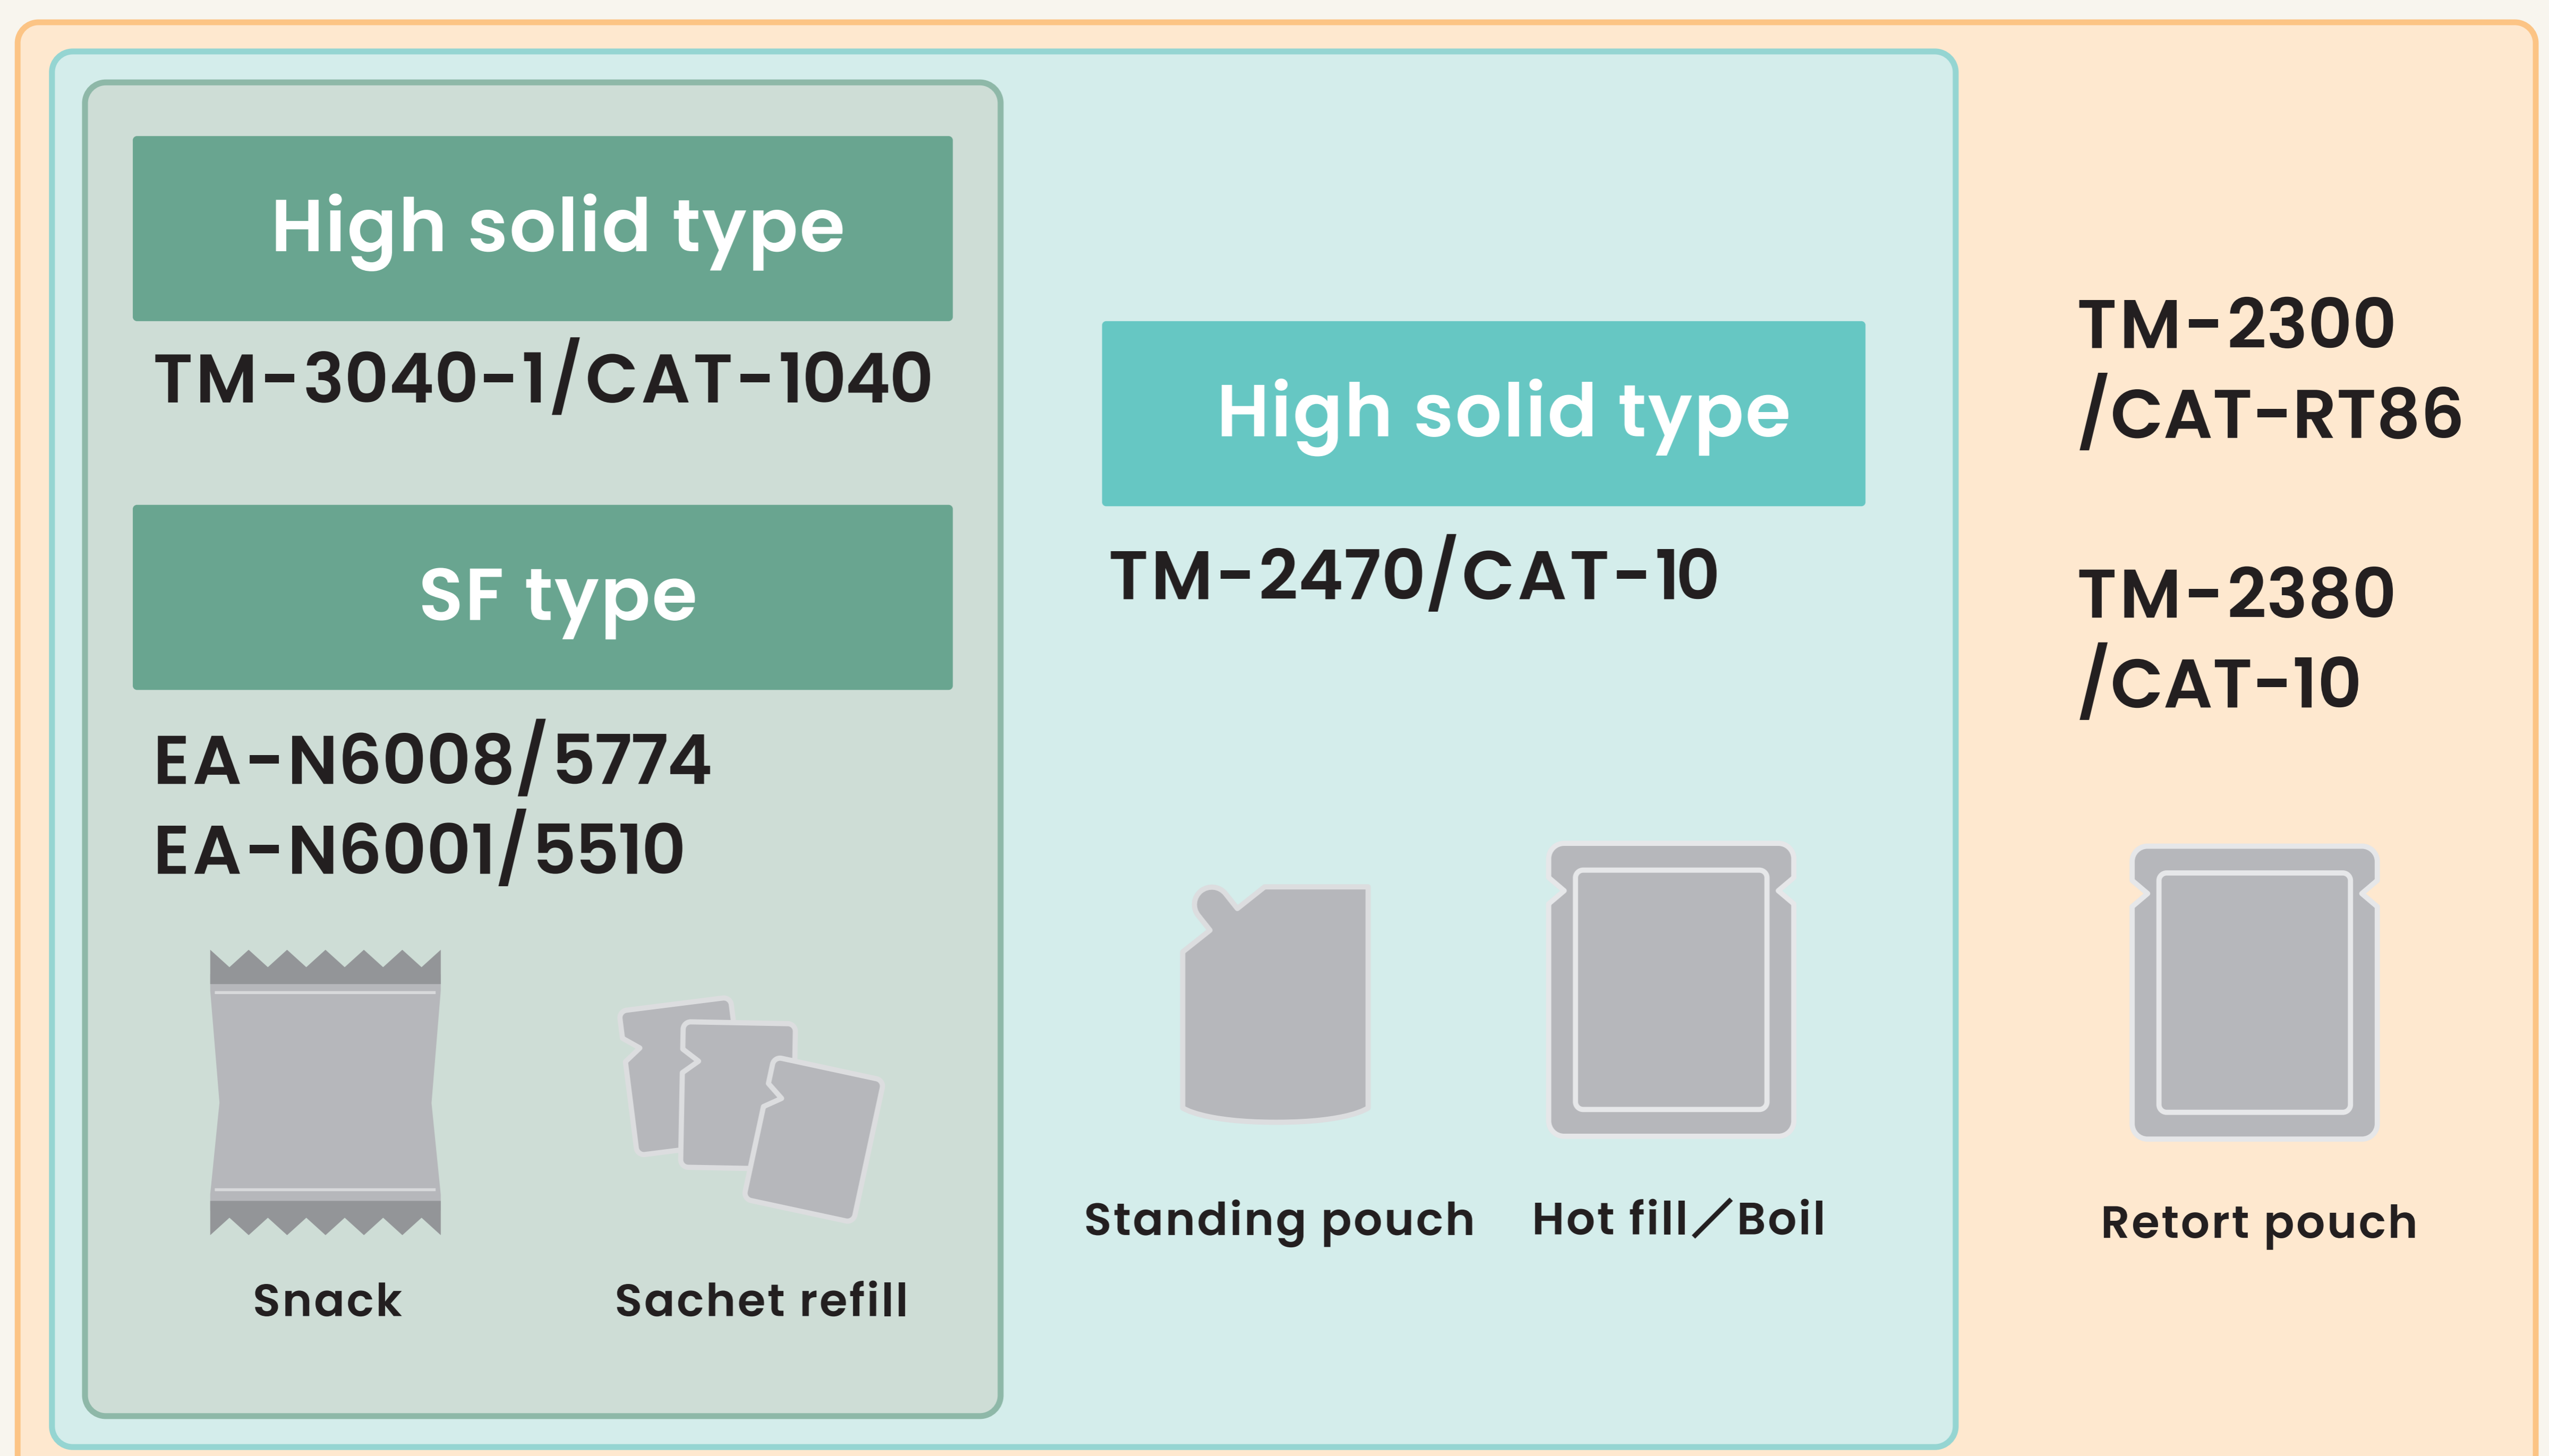 High solid type
TM-3040-1/CAT-1040
SF type
EA-N6008/5774
EA-N6001/5510
Snack
Sachet refill
High solid type
TM-2470/CAT-10
Standing pouch
Hot fill／Boil
TM-2300
/CAT-RT86
TM-2380
/CAT-10
Retort pouch